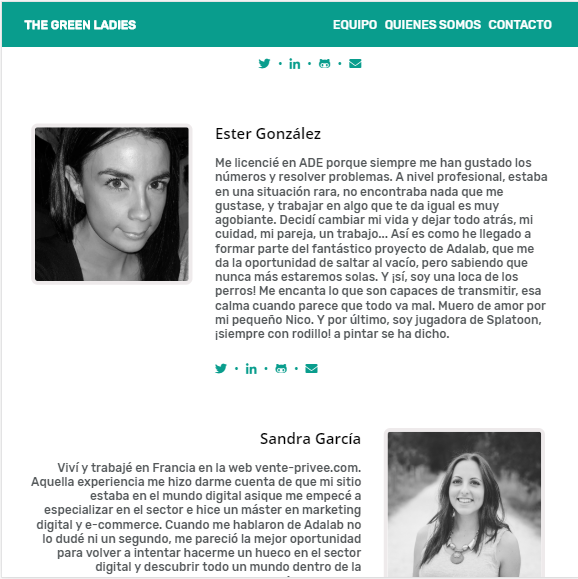 THE GREEN LADIES
EQUIPO QUIENES SOMOS CONTACTO
Ester González
Me licencié en ADE porque siempre me han gustado los
números y resolver problemas. A nivel profesional, estaba
en una situación rara, no encontraba nada que me
gustase, y trabajar en algo que te da igual es muy
agobiante. Decidí cambiar mi vida y dejar todo atrás, mi
cuidad, mi pareja, un trabajo... Así es como he llegado a
formar parte del fantástico proyecto de Adalab, que me
da la oportunidad de saltar al vacío, pero sabiendo que
nunca más estaremos solas. Y ¡sí, soy una loca de los
perros! Me encanta lo que son capaces de transmitir, esa
calma cuando parece que todo va mal. Muero de amor por
mi pequeño Nico. Y por último, soy jugadora de Splatoon,
¡siempre con rodillo! a pintar se ha dicho.
Sandra García
Viví y trabajé en Francia en la web vente-privee.com.
Aquella experiencia me hizo darme cuenta de que mi sitio
estaba en el mundo digital asique me empecé a
especializar en el sector e hice un máster en marketing
digital y e-commerce. Cuando me hablaron de Adalab no
lo dudé ni un segundo, me pareció la mejor oportunidad
para volver a intentar hacerme un hueco en el sector
digital y descubrir todo un mundo dentro de la